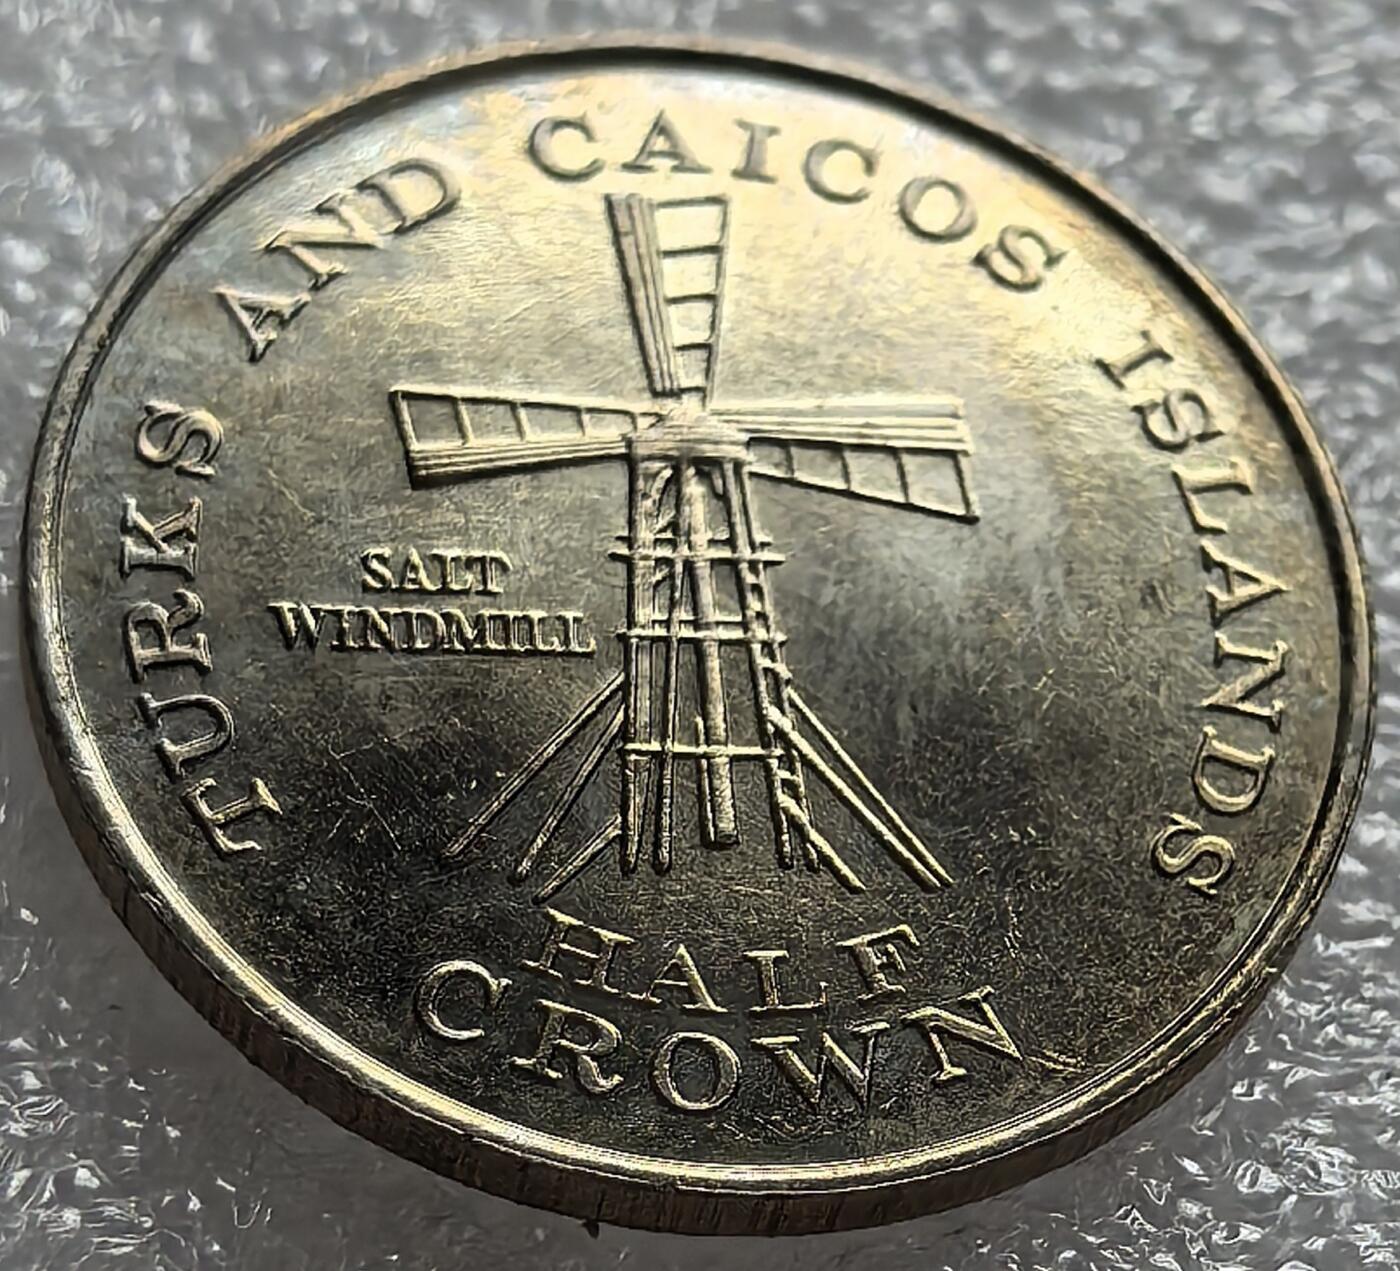 TURKS AND CAICOS ISLANDS
SALT
WINDMILL
HALF
CROWN